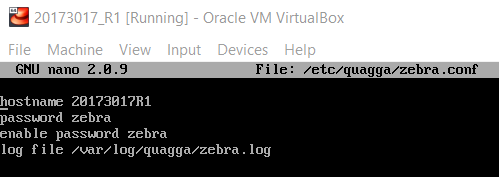 20173017_R1 [Running] - Oracle VM VirtualBox
File Machine View Input Devices Help
GNU nano 2.0.9 File: /etc/quagga/zebra.conf
hostname 20173017R1
password zebra
enable password zebra
log file /var/log/quagga/zebra.log